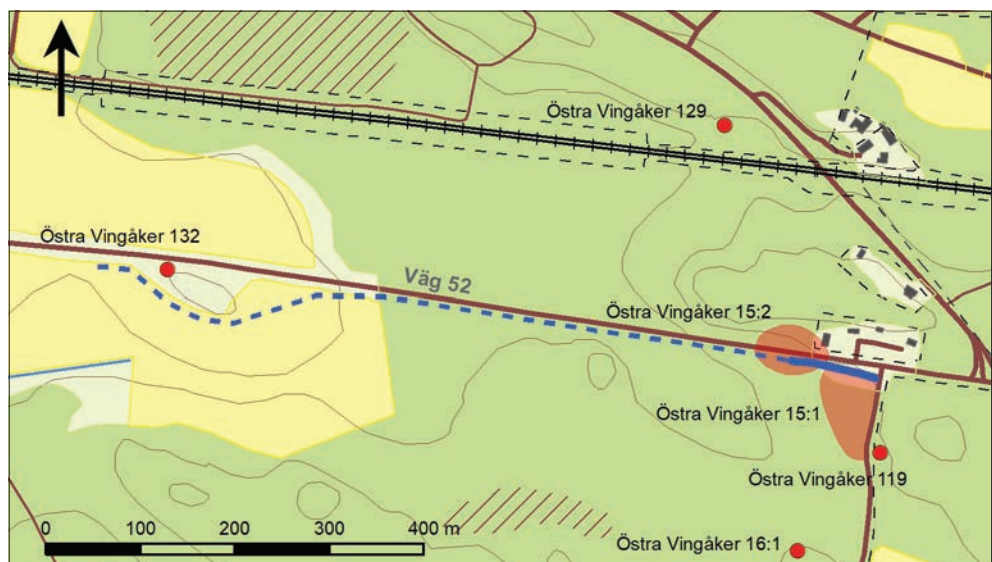 Östra Vingåker 129
Östra Vingåker 132
Väg 52
Östra Vingåker 15:2
Östra Vingåker 15:1
Östra Vingåker 119
0 100 200 300 400 m
Östra Vingåker 16:1